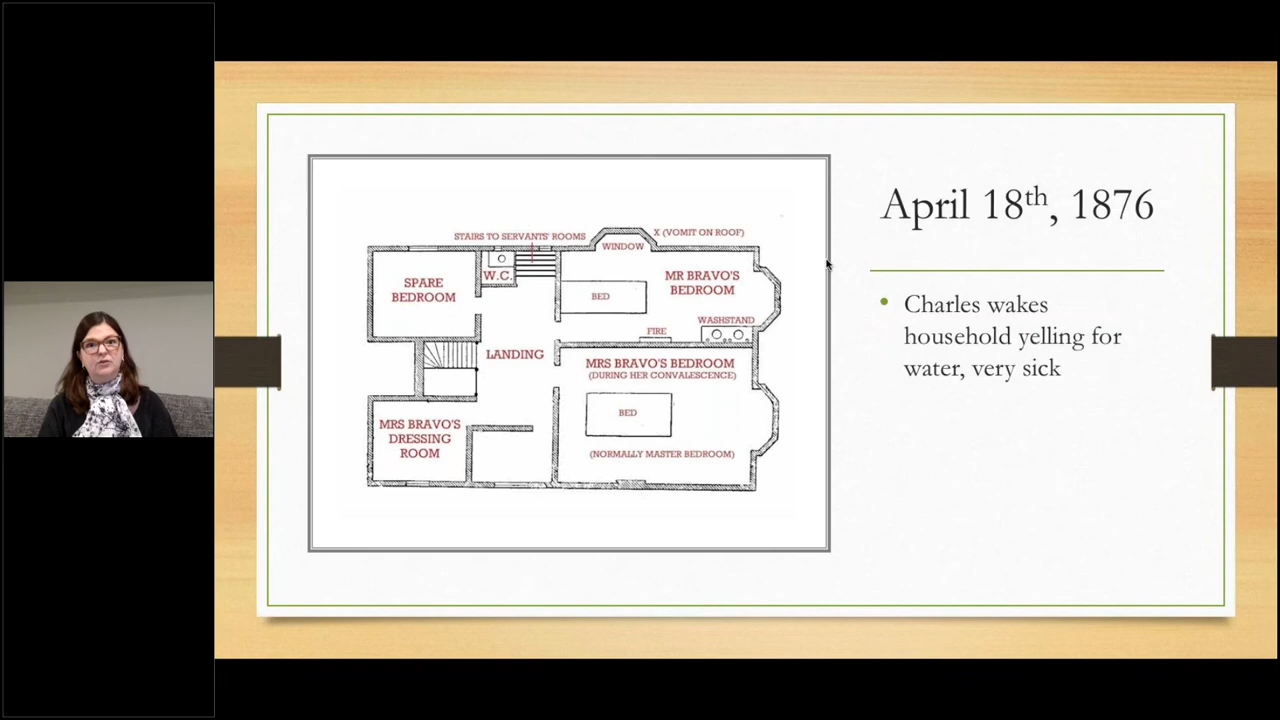 April 18th, 1876
Charles wakes
household yelling for
water, very sick
STAIRS TO SERVANTS' ROOMS
X (VOMIT ON ROOF)
WINDOW
W.C.
SPARE
BEDROOM
MR BRAVO'S
BEDROOM
BED
WASHSTAND
FIRE
LANDING
MRS BRAVO'S BEDROOM
(DURING HER CONVALESCENCE)
BED
MRS BRAVO'S
DRESSING
ROOM
(NORMALLY MASTER BEDROOM)